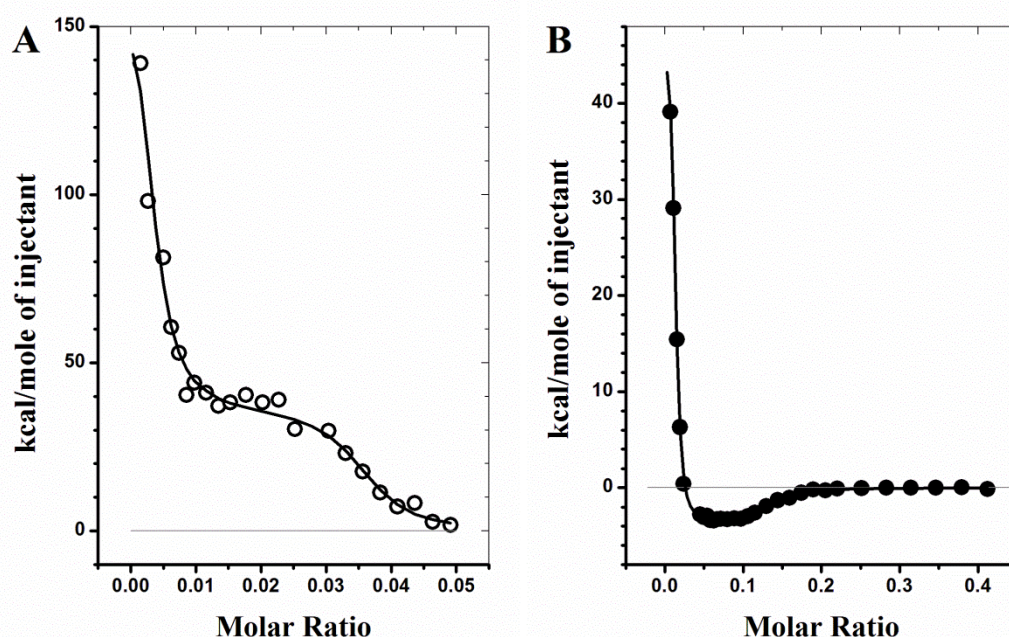 A
150
100
50
0
kcal/mole of injectant
0.00 0.01 0.02 0.03 0.04 0.05
Molar Ratio
B
40
30
20
10
0
kcal/mole of injectant
0.0 0.1 0.2 0.3 0.4
Molar Ratio